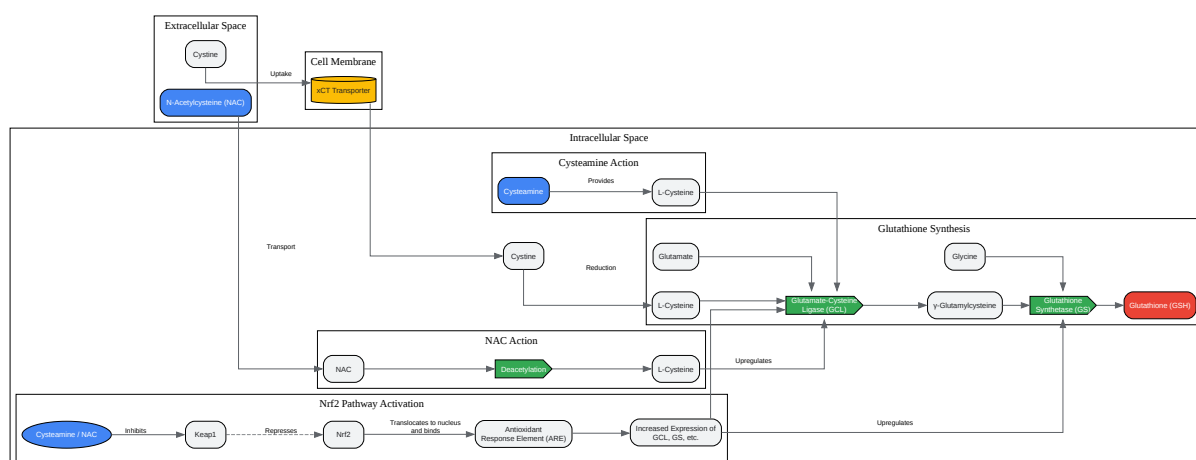 Extracellular Space
Cystine
Uptake
N-Acetylcysteine (NAC)
Cell Membrane
xCT Transporter
Intracellular Space
Cysteamine Action
Cysteamine
Provides
L-Cysteine
Transport
Cystine
Reduction
Glutathione Synthesis
Glutamate
Glycine
L-Cysteine
Glutamate-Cysteine
Ligase (GCL)
γ-Glutamylcysteine
Glutathione
Synthetase (GS)
Glutathione (GSH)
NAC Action
NAC
Deacetylation
L-Cysteine
Upregulates
Nrf2 Pathway Activation
Cysteamine / NAC
Inhibits
Keap1
Represses
Nrf2
Translocates to nucleus
and binds
Antioxidant
Response Element (ARE)
Increased Expression of
GCL, GS, etc.
Upregulates